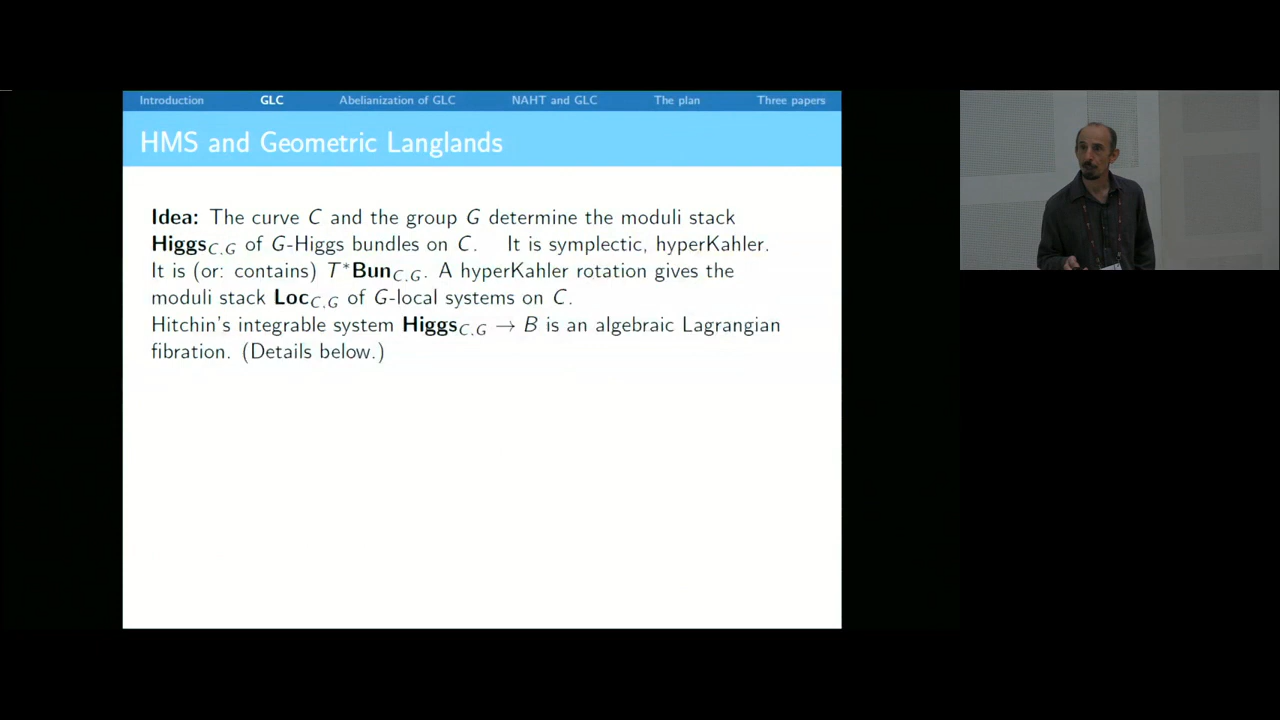 Introduction GLC Abelianization of GLC NAHT and GLC The plan Three papers
HMS and Geometric Langlands
Idea: The curve C and the group G determine the moduli stack
Higgs_{C,G} of G-Higgs bundles on C. It is symplectic, hyperKahler.
It is (or: contains) T*Bun_{C,G}. A hyperKahler rotation gives the
moduli stack Loc_{C,G} of G-local systems on C.
Hitchin's integrable system Higgs_{C,G} → B is an algebraic Lagrangian
fibration. (Details below.)